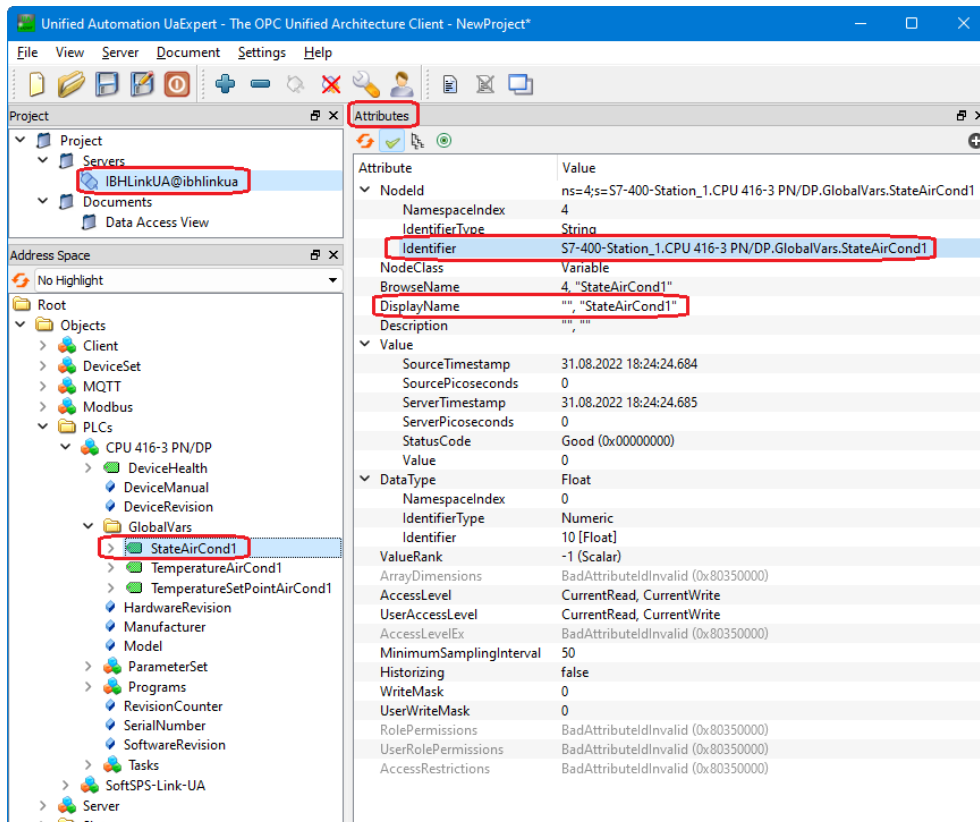 Unified Automation UaExpert - The OPC Unified Architecture Client - NewProject*
File View Server Document Settings Help
Project
Project
Servers
IBHLinkUA@ibhlinkua
Documents
Data Access View
Address Space
No Highlight
Root
Objects
Client
DeviceSet
MQTT
Modbus
PLCs
CPU 416-3 PN/DP
DeviceHealth
DeviceManual
DeviceRevision
GlobalVars
StateAirCond1
TemperatureAirCond1
TemperatureSetPointAirCond1
HardwareRevision
Manufacturer
Model
ParameterSet
Programs
RevisionCounter
SerialNumber
SoftwareRevision
Tasks
SoftSPS-Link-UA
Server
Attributes
Attribute Value
NodeId ns=4;s=S7-400-Station_1.CPU 416-3 PN/DP.GlobalVars.StateAirCond1
NamespaceIndex 4
IdentifierType String
Identifier S7-400-Station_1.CPU 416-3 PN/DP.GlobalVars.StateAirCond1
NodeClass Variable
BrowseName 4, "StateAirCond1"
DisplayName "", "StateAirCond1"
Description "", ""
Value
SourceTimestamp 31.08.2022 18:24:24.684
SourcePicoseconds 0
ServerTimestamp 31.08.2022 18:24:24.685
ServerPicoseconds 0
StatusCode Good (0x00000000)
Value 0
DataType Float
NamespaceIndex 0
IdentifierType Numeric
Identifier 10 [Float]
ValueRank -1 (Scalar)
ArrayDimensions BadAttributeIdInvalid (0x80350000)
AccessLevel CurrentRead, CurrentWrite
UserAccessLevel CurrentRead, CurrentWrite
AccessLevelEx BadAttributeIdInvalid (0x80350000)
MinimumSamplingInterval 50
Historizing false
WriteMask 0
UserWriteMask 0
RolePermissions BadAttributeIdInvalid (0x80350000)
UserRolePermissions BadAttributeIdInvalid (0x80350000)
AccessRestrictions BadAttributeIdInvalid (0x80350000)